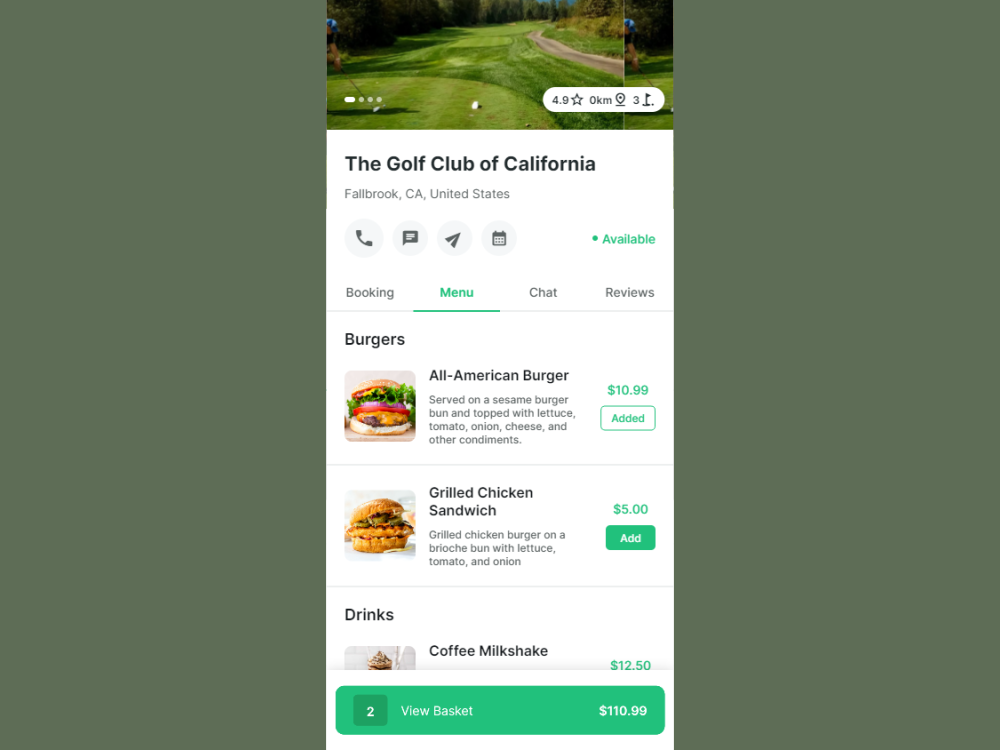 4.9 0km 3
The Golf Club of California
Fallbrook, CA, United States
Available
Booking Menu Chat Reviews
Burgers
All-American Burger
$10.99
Served on a sesame burger
bun and topped with lettuce,
tomato, onion, cheese, and
other condiments.
Added
Grilled Chicken
Sandwich
$5.00
Grilled chicken burger on a
brioche bun with lettuce,
tomato, and onion
Add
Drinks
Coffee Milkshake
$12.50
2 View Basket $110.99